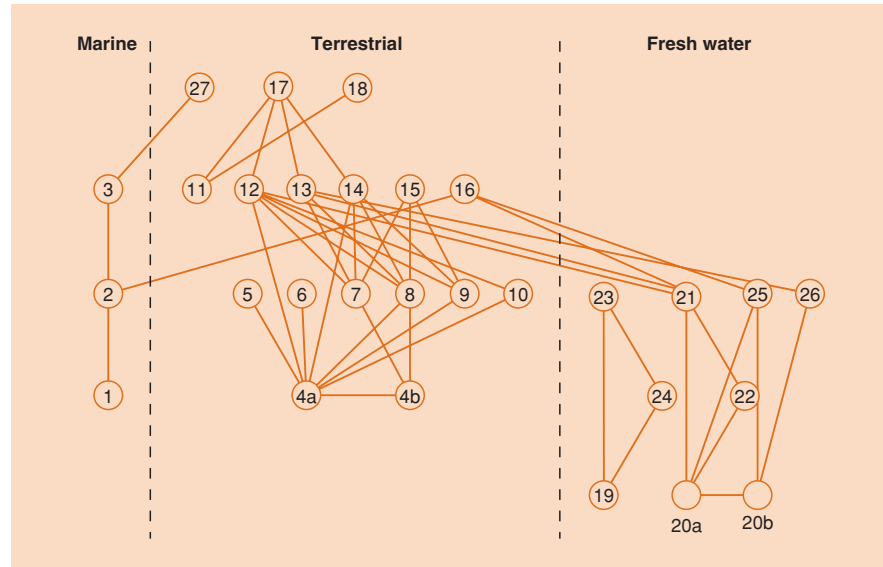 Marine Terrestrial Fresh water
27 17 18
3 11 12 13 14 15 16
2 5 6 7 8 9 10 23 21 25 26
1 4a 4b 24 22
19
20a 20b